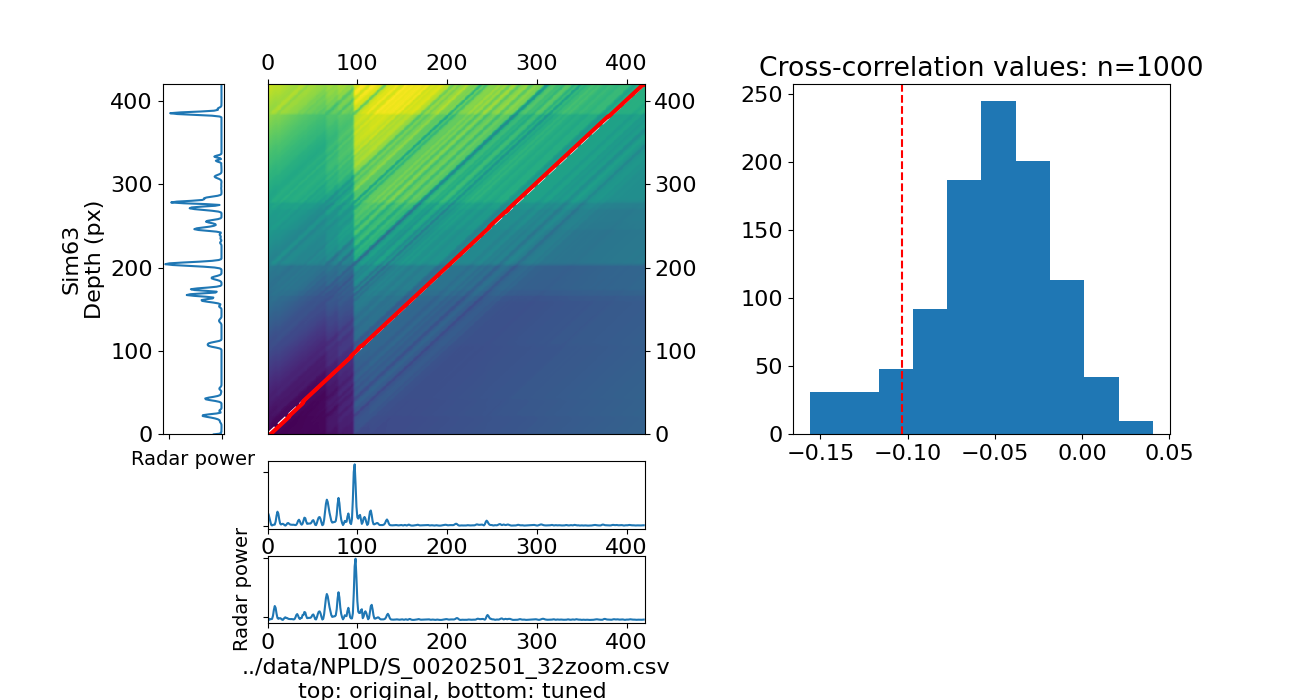 0 100 200 300 400
Cross-correlation values: n=1000
400
300
200
100
0
Sim63
Depth (px)
Radar power
400
300
200
100
0
250
200
150
100
50
0
−0.15 −0.10 −0.05 0.00 0.05
0 100 200 300 400
Radar power
0 100 200 300 400
../data/NPLD/S_00202501_32zoom.csv
top: original, bottom: tuned